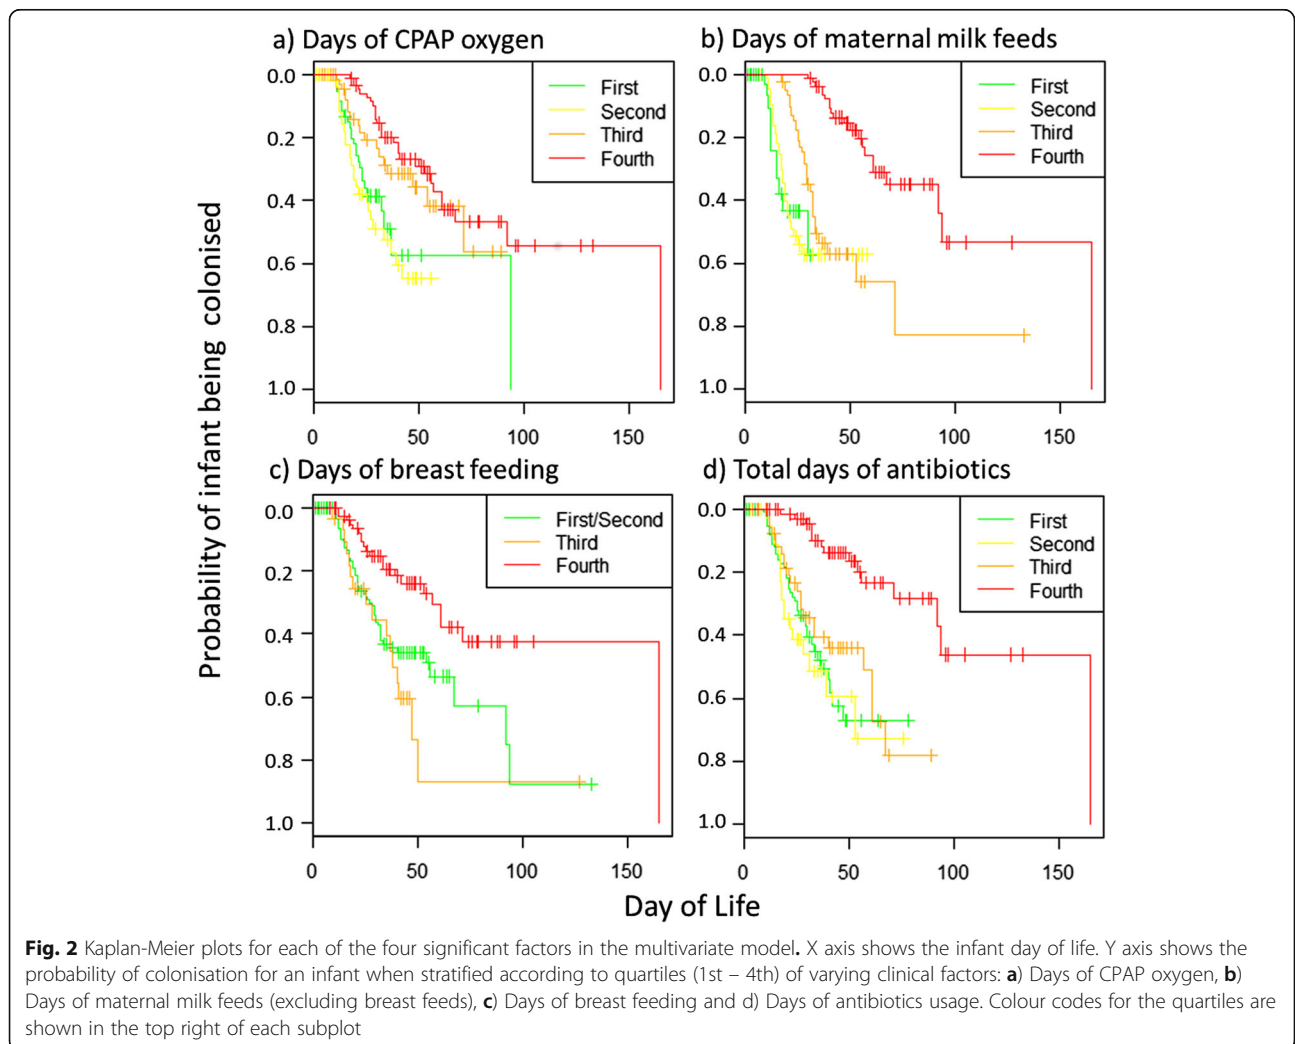 a) Days of CPAP oxygen
0.0
0.2
0.4
0.6
0.8
1.0
0
50
100
150
First
Second
Third
Fourth
b) Days of maternal milk feeds
0.0
0.2
0.4
0.6
0.8
1.0
0
50
100
150
First
Second
Third
Fourth
c) Days of breast feeding
0.0
0.2
0.4
0.6
0.8
1.0
0
50
100
150
First/Second
Third
Fourth
d) Total days of antibiotics
0.0
0.2
0.4
0.6
0.8
1.0
0
50
100
150
First
Second
Third
Fourth
Probability of infant being colonised
Day of Life
Fig. 2 Kaplan-Meier plots for each of the four significant factors in the multivariate model. X axis shows the infant day of life. Y axis shows the
probability of colonisation for an infant when stratified according to quartiles (1st – 4th) of varying clinical factors: a) Days of CPAP oxygen, b)
Days of maternal milk feeds (excluding breast feeds), c) Days of breast feeding and d) Days of antibiotics usage. Colour codes for the quartiles are
shown in the top right of each subplot